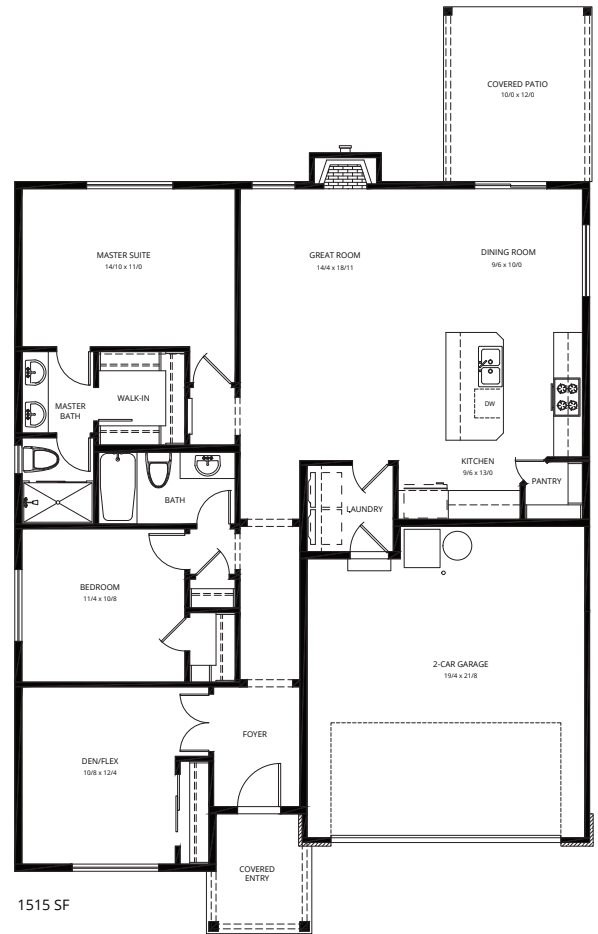 COVERED PATIO
10/0 x 12/0
MASTER SUITE
14/10 x 11/0
GREAT ROOM
14/4 x 18/11
DINING ROOM
9/6 x 10/0
WALK-IN
MASTER
BATH
DW
KITCHEN
9/6 x 13/0
PANTRY
BATH
LAUNDRY
BEDROOM
11/4 x 10/8
2-CAR GARAGE
19/4 x 21/8
FOYER
DEN/FLEX
10/8 x 12/4
COVERED
ENTRY
1515 SF